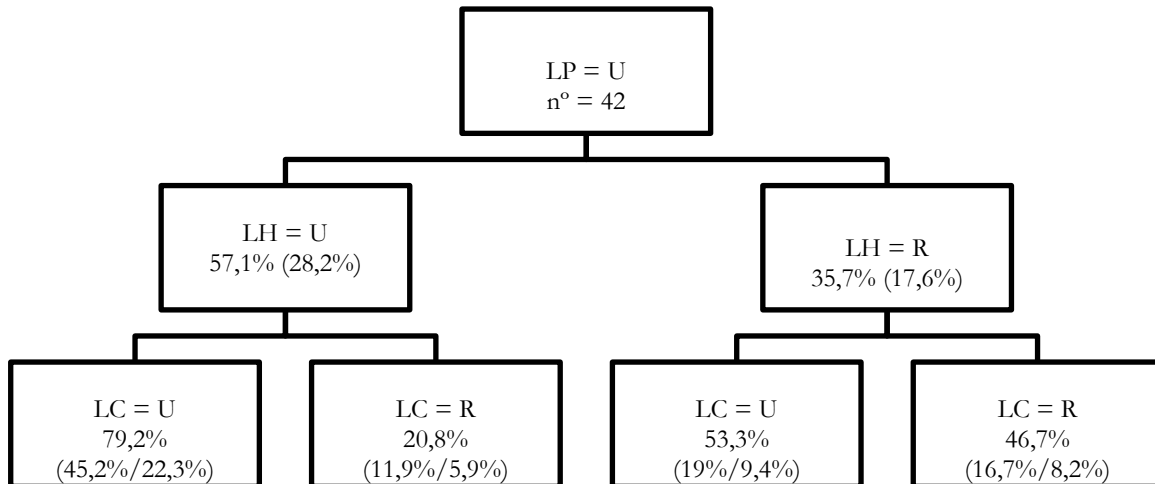 LP = U
nº = 42
LH = U
57,1% (28,2%)
LH = R
35,7% (17,6%)
LC = U
79,2%
(45,2%/22,3%)
LC = R
20,8%
(11,9%/5,9%)
LC = U
53,3%
(19%/9,4%)
LC = R
46,7%
(16,7%/8,2%)